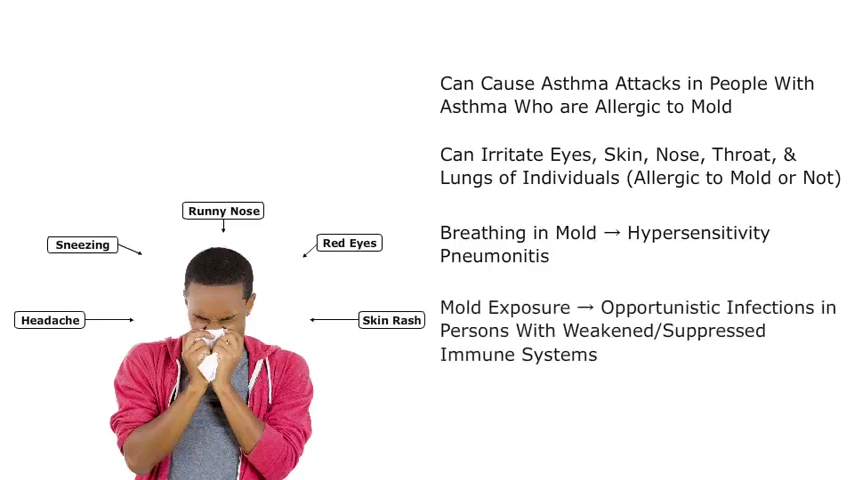 Can Cause Asthma Attacks in People With
Asthma Who are Allergic to Mold
Can Irritate Eyes, Skin, Nose, Throat, &
Lungs of Individuals (Allergic to Mold or Not)
Breathing in Mold → Hypersensitivity
Pneumonitis
Mold Exposure → Opportunistic Infections in
Persons With Weakened/Suppressed
Immune Systems
Runny Nose
Sneezing
Red Eyes
Headache
Skin Rash